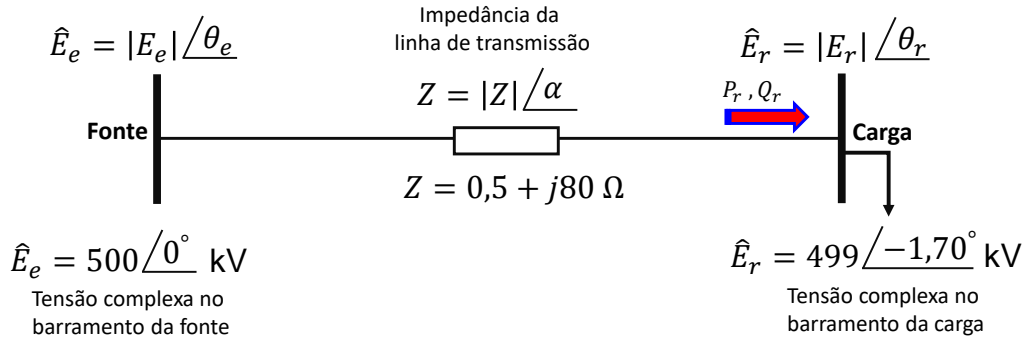 Impedância da
linha de transmissão
Ê_e = |E_e| ∠θ_e
Z = |Z| ∠α
Ê_r = |E_r| ∠θ_r
P_r , Q_r
Fonte
Carga
Z = 0,5 + j80 Ω
Ê_e = 500∠0° kV
Tensão complexa no
barramento da fonte
Ê_r = 499∠−1,70° kV
Tensão complexa no
barramento da carga